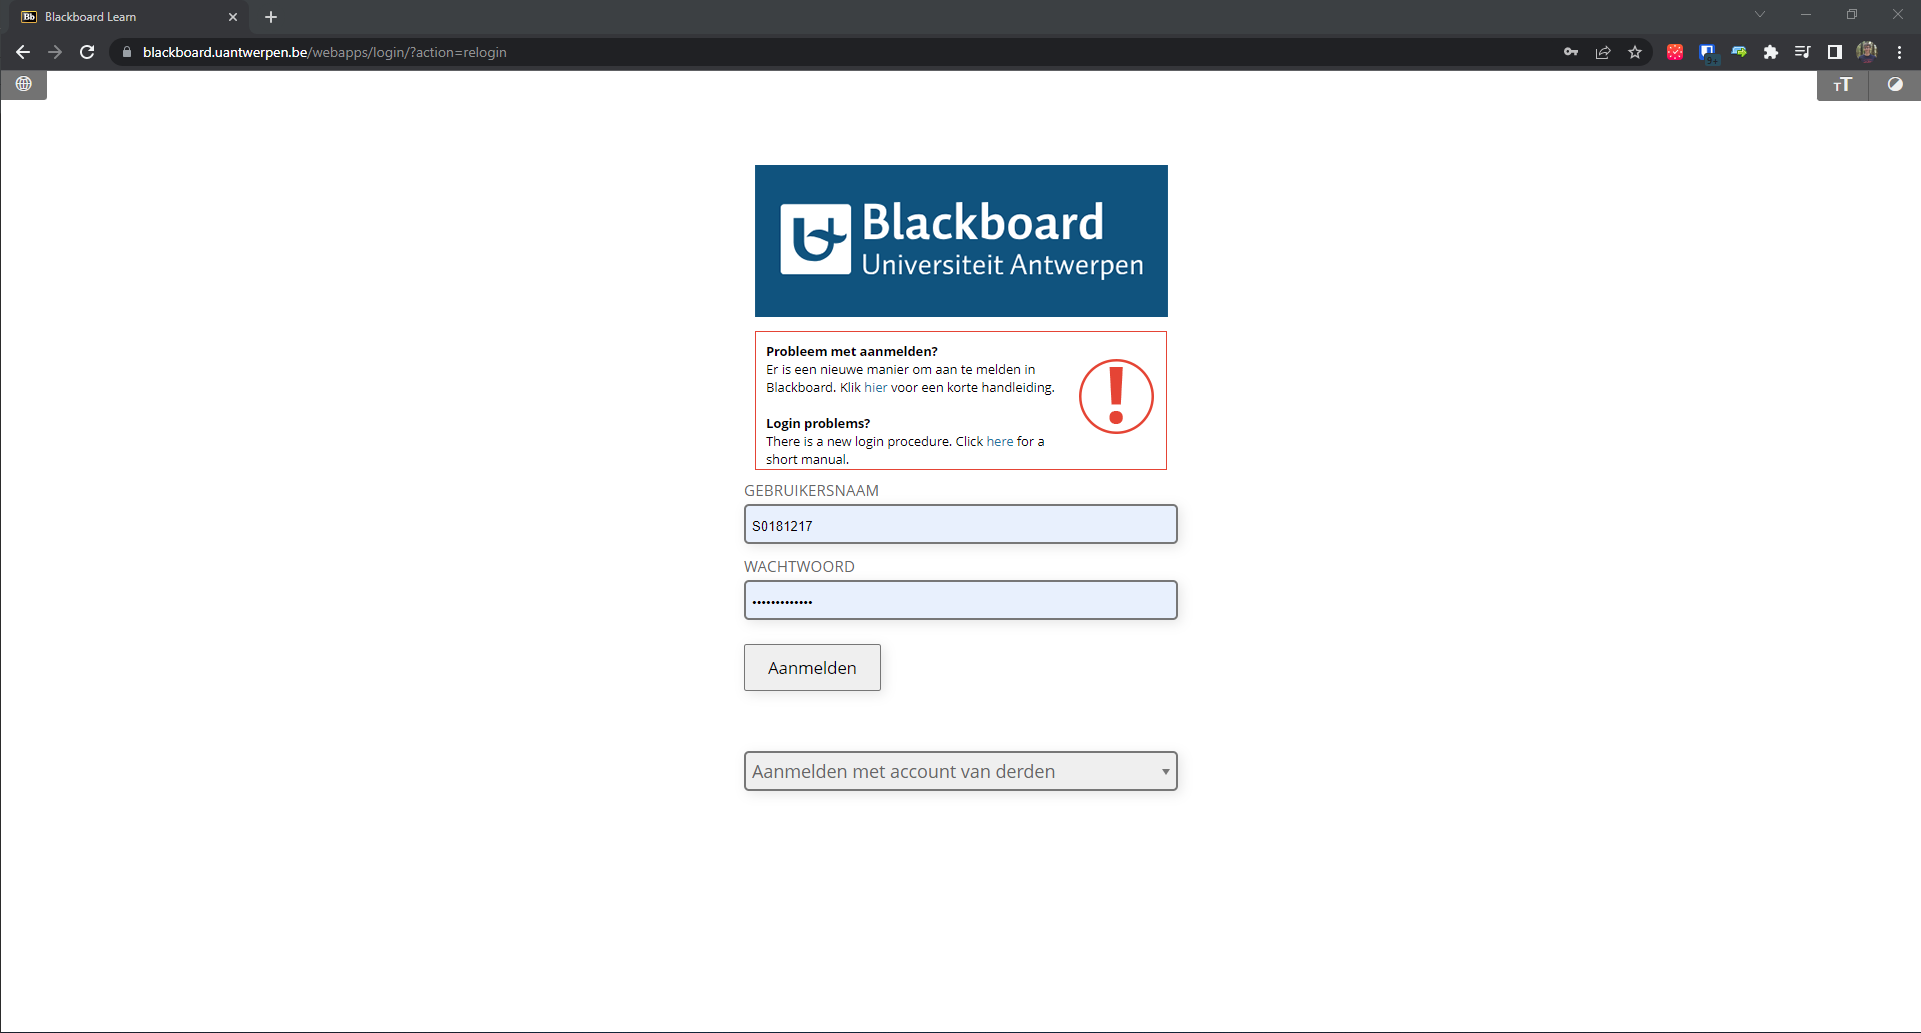 Bb Blackboard Learn
blackboard.uantwerpen.be/webapps/login/?action=relogin
9+
TT
Blackboard
Universiteit Antwerpen
Probleem met aanmelden?
Er is een nieuwe manier om aan te melden in
Blackboard. Klik hier voor een korte handleiding.
Login problems?
There is a new login procedure. Click here for a
short manual.
!
GEBRUIKERSNAAM
S0181217
WACHTWOORD
•••••••••••••
Aanmelden
Aanmelden met account van derden